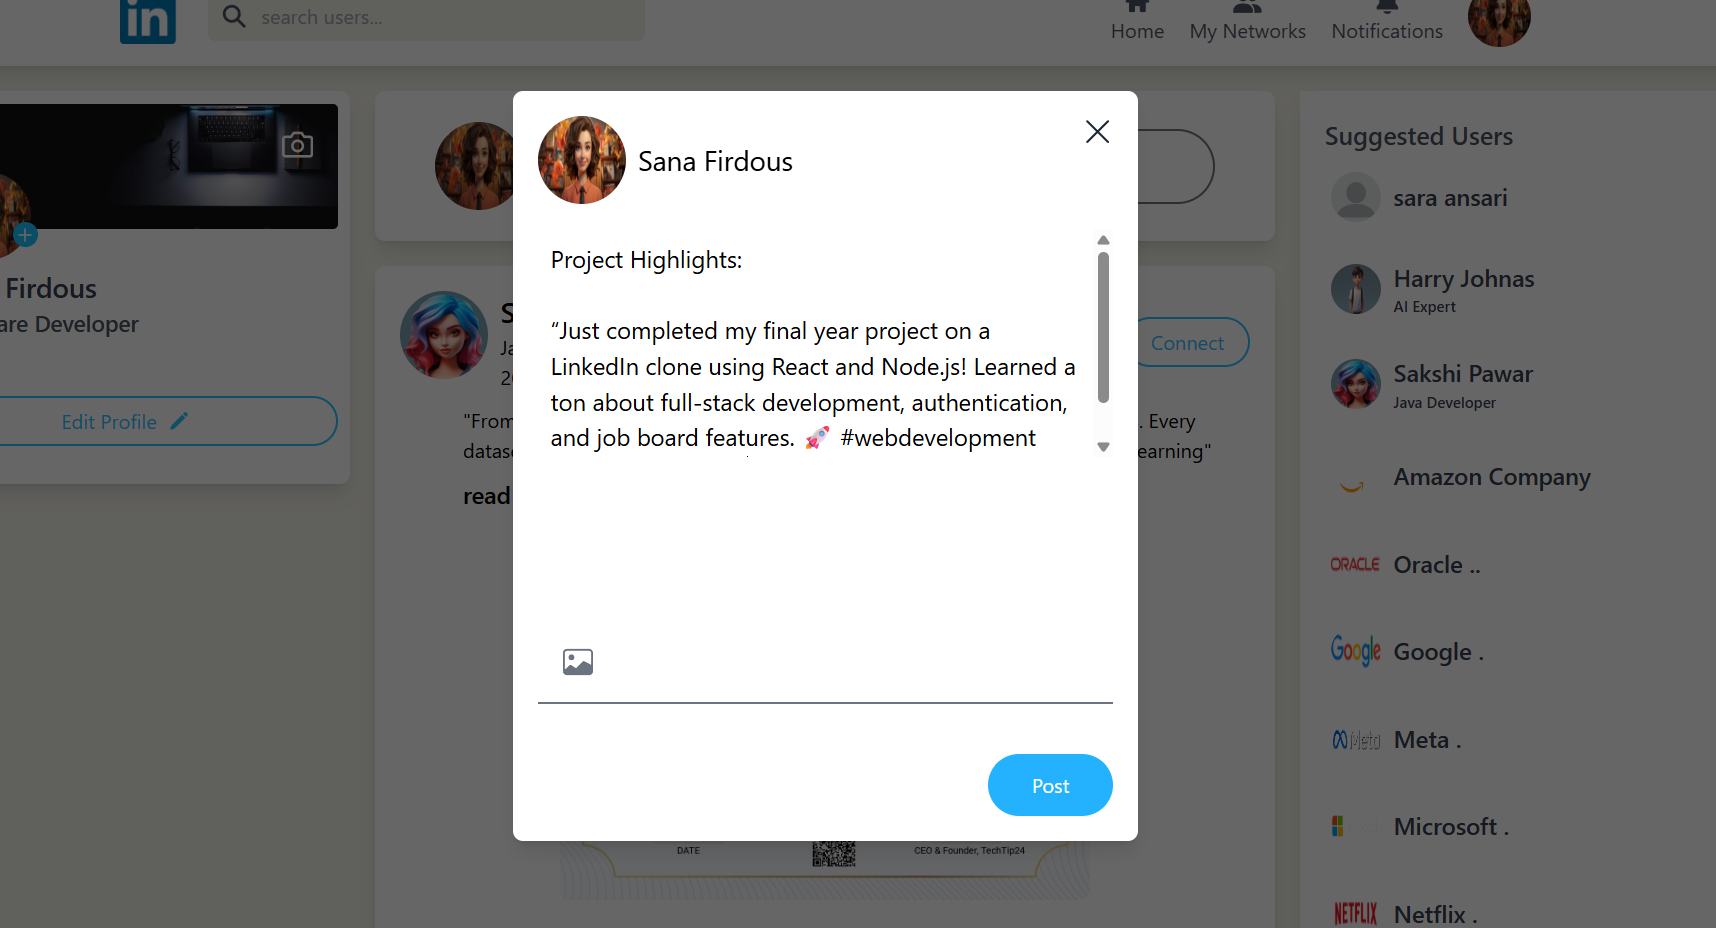 in
search users...
Home
My Networks
Notifications
Firdous
are Developer
Edit Profile
Sana Firdous
Project Highlights:
“Just completed my final year project on a
LinkedIn clone using React and Node.js! Learned a
ton about full-stack development, authentication,
and job board features. 🚀 #webdevelopment
Post
S
Ja
20
Connect
"From
. Every
datase
earning"
read
DATE
CEO & Founder, TechTip24
Suggested Users
sara ansari
Harry Johnas
AI Expert
Sakshi Pawar
Java Developer
Amazon Company
ORACLE
Oracle ..
Google
Google .
Meta
Meta .
Microsoft .
NETFLIX
Netflix .